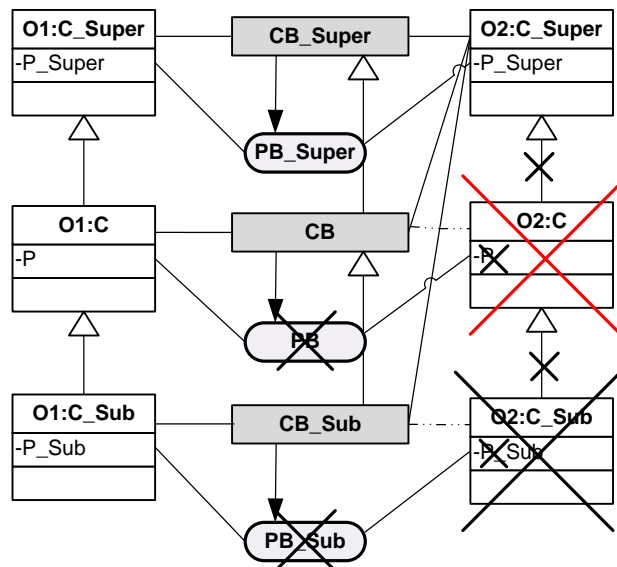 O1:C_Super
CB_Super
O2:C_Super
-P_Super
-P_Super
PB_Super
O1:C
CB
O2:C
-P
-P
PB
O1:C_Sub
CB_Sub
O2:C_Sub
-P_Sub
-P_Sub
PB_Sub